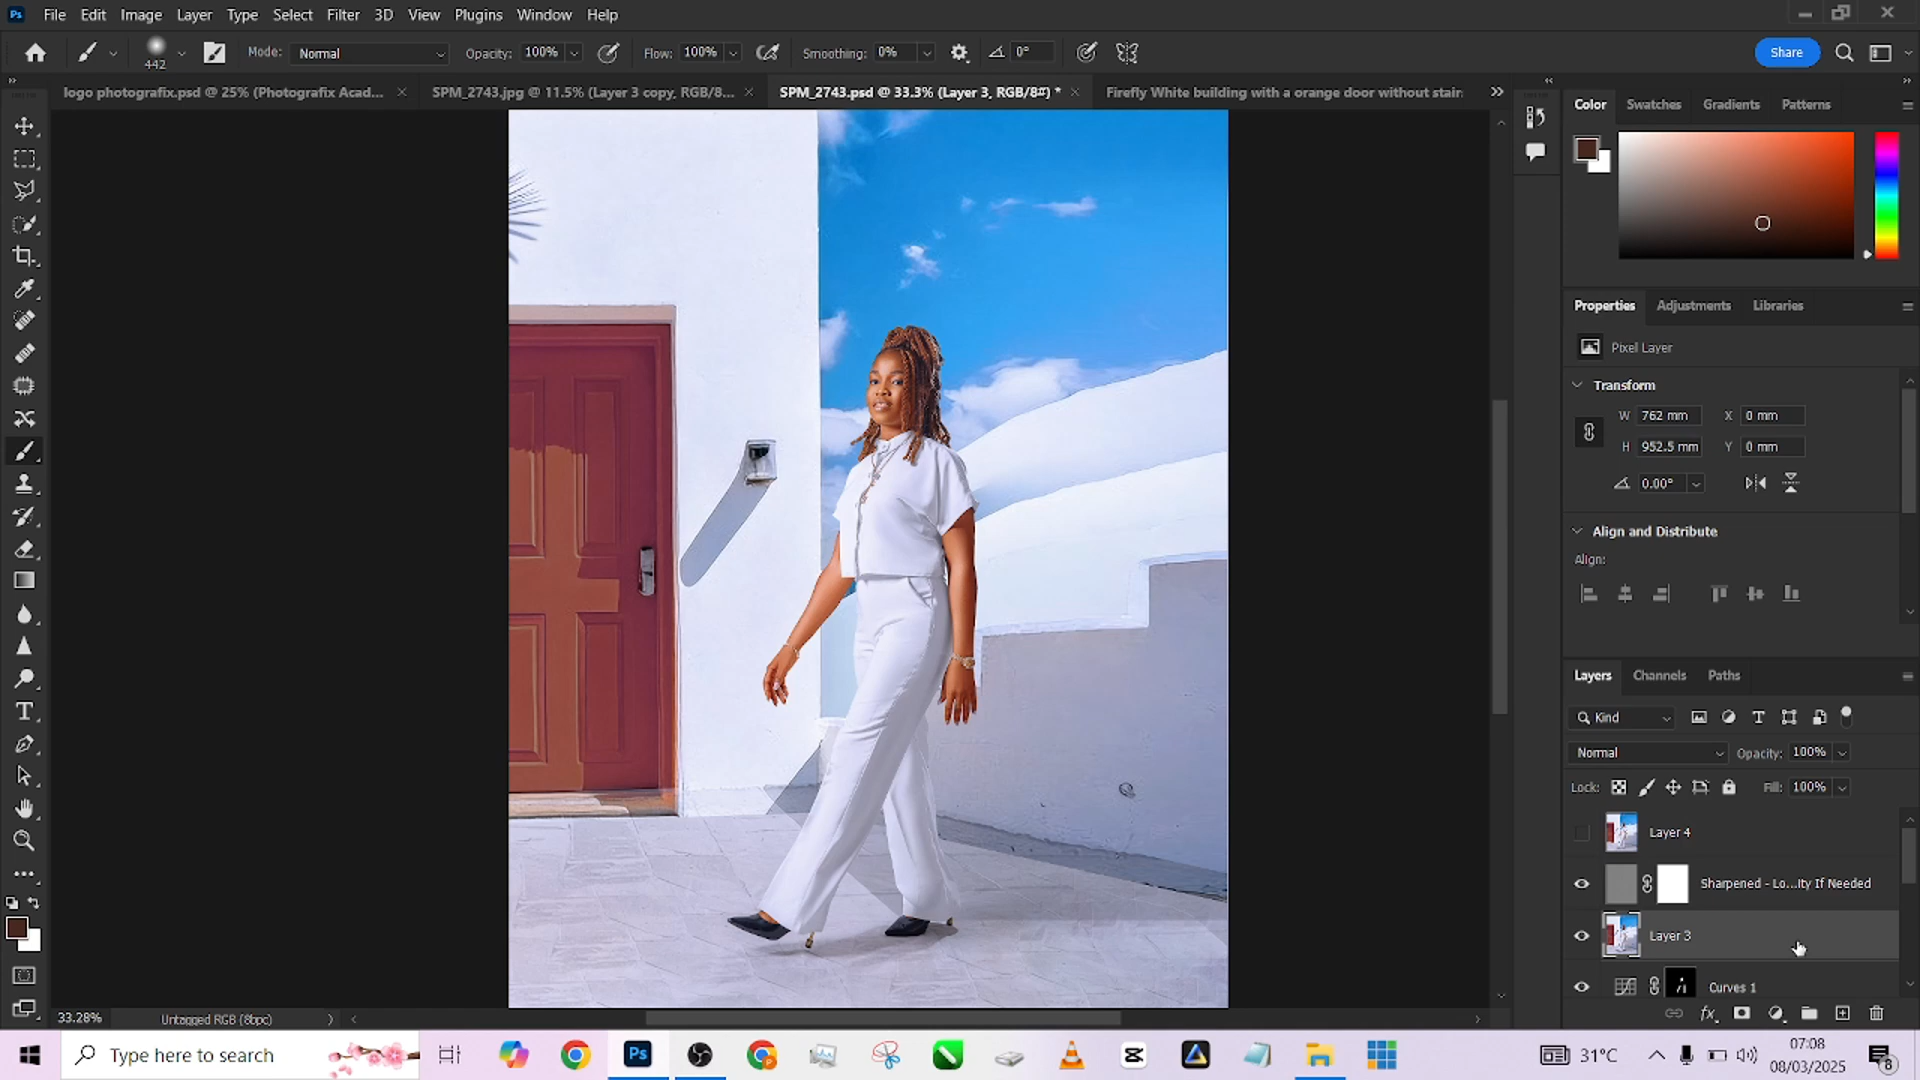 File Edit Image Layer Type Select Filter 3D View Plugins Window Help
442 Mode: Normal Opacity: 100% Flow: 100% Smoothing: 0% 0° Share
logo photografix.psd @ 25% (Photografix Acad... SPM_2743.jpg @ 11.5% (Layer 3 copy, RGB/8... SPM_2743.psd @ 33.3% (Layer 3, RGB/8#) * Firefly White building with a orange door without stair
Color Swatches Gradients Patterns
Properties Adjustments Libraries
Pixel Layer
Transform
W 762 mm X 0 mm
H 952.5 mm Y 0 mm
0.00°
Align and Distribute
Align:
Layers Channels Paths
Kind
Normal Opacity: 100%
Lock: Fill: 100%
Layer 4
Sharpened - Lo...ity If Needed
Layer 3
Curves 1
33.28% Untagged RGB (8bpc)
Type here to search
31°C
07:08
08/03/2025
8